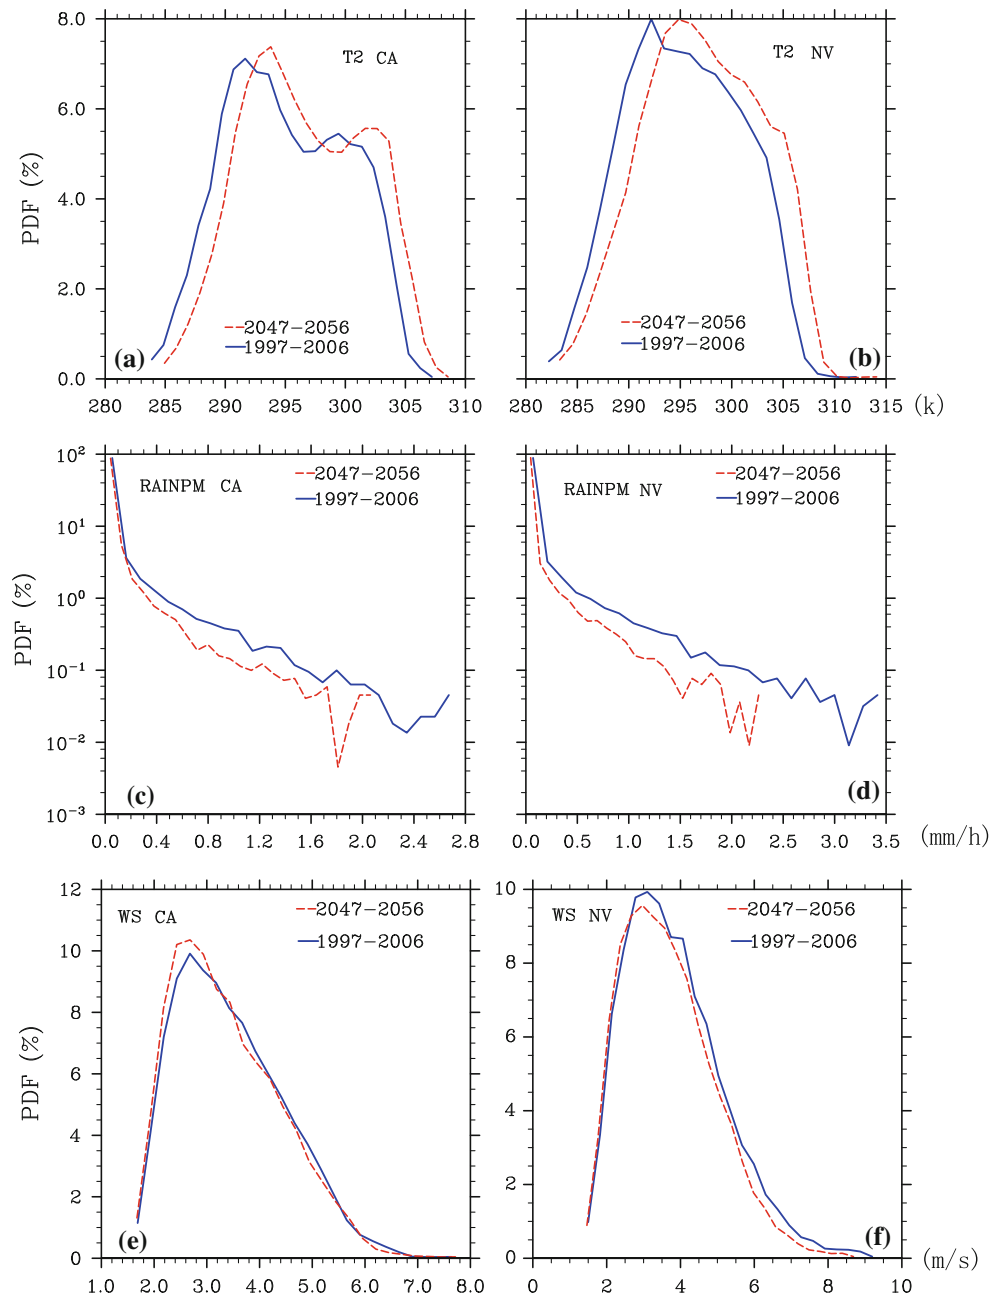 8.0
6.0
4.0
2.0
0.0
PDF (%)
T2 CA
2047-2056
1997-2006
(a)
280 285 290 295 300 305 310
T2 NV
2047-2056
1997-2006
(b)
280 285 290 295 300 305 310 315 (k)
10² 
10¹
10⁰
10⁻¹
10⁻²
10⁻³
PDF (%)
RAINPM CA
2047-2056
1997-2006
(c)
0.0 0.4 0.8 1.2 1.6 2.0 2.4 2.8
RAINPM NV
2047-2056
1997-2006
(d)
0.0 0.5 1.0 1.5 2.0 2.5 3.0 3.5
(mm/h)
12
10
8
6
4
2
0
PDF (%)
WS CA
2047-2056
1997-2006
(e)
1.0 2.0 3.0 4.0 5.0 6.0 7.0 8.0
10
8
6
4
2
0
WS NV
2047-2056
1997-2006
(f)
0 2 4 6 8 10
(m/s)